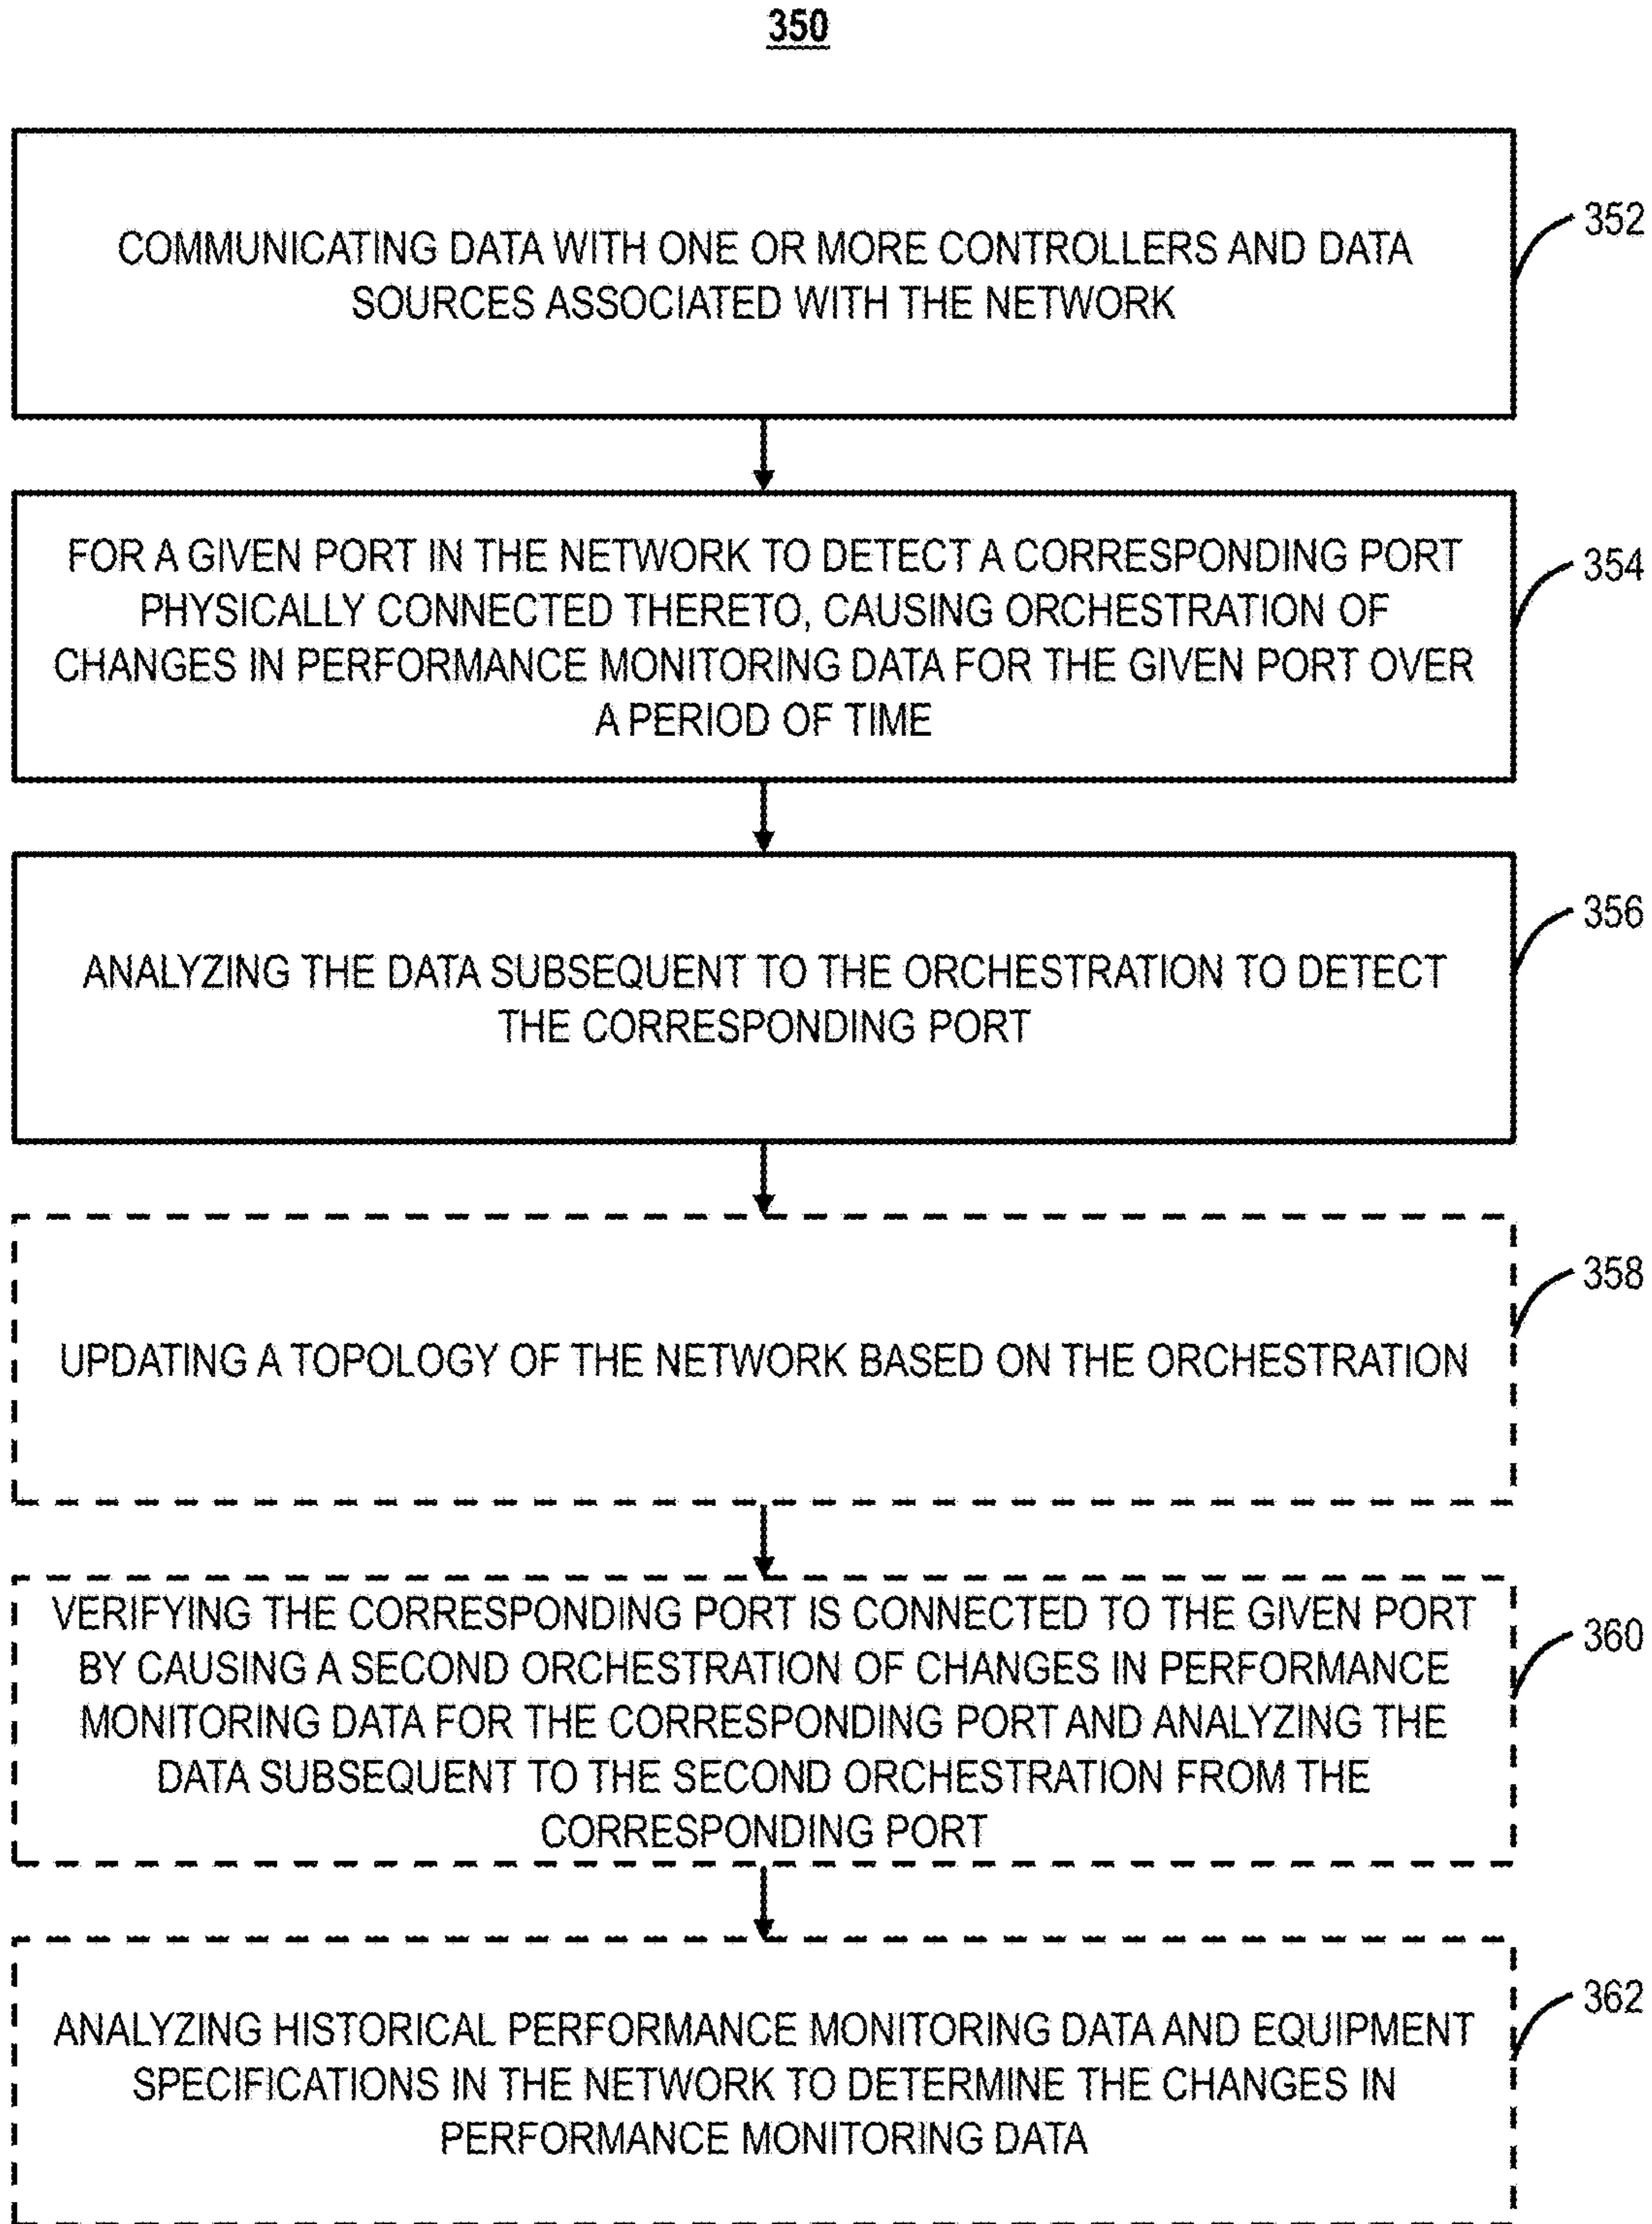 350
COMMUNICATING DATA WITH ONE OR MORE CONTROLLERS AND DATA
SOURCES ASSOCIATED WITH THE NETWORK
352
FOR A GIVEN PORT IN THE NETWORK TO DETECT A CORRESPONDING PORT
PHYSICALLY CONNECTED THERETO, CAUSING ORCHESTRATION OF
CHANGES IN PERFORMANCE MONITORING DATA FOR THE GIVEN PORT OVER
A PERIOD OF TIME
354
ANALYZING THE DATA SUBSEQUENT TO THE ORCHESTRATION TO DETECT
THE CORRESPONDING PORT
356
UPDATING A TOPOLOGY OF THE NETWORK BASED ON THE ORCHESTRATION
358
VERIFYING THE CORRESPONDING PORT IS CONNECTED TO THE GIVEN PORT
BY CAUSING A SECOND ORCHESTRATION OF CHANGES IN PERFORMANCE
MONITORING DATA FOR THE CORRESPONDING PORT AND ANALYZING THE
DATA SUBSEQUENT TO THE SECOND ORCHESTRATION FROM THE
CORRESPONDING PORT
360
ANALYZING HISTORICAL PERFORMANCE MONITORING DATA AND EQUIPMENT
SPECIFICATIONS IN THE NETWORK TO DETERMINE THE CHANGES IN
PERFORMANCE MONITORING DATA
362